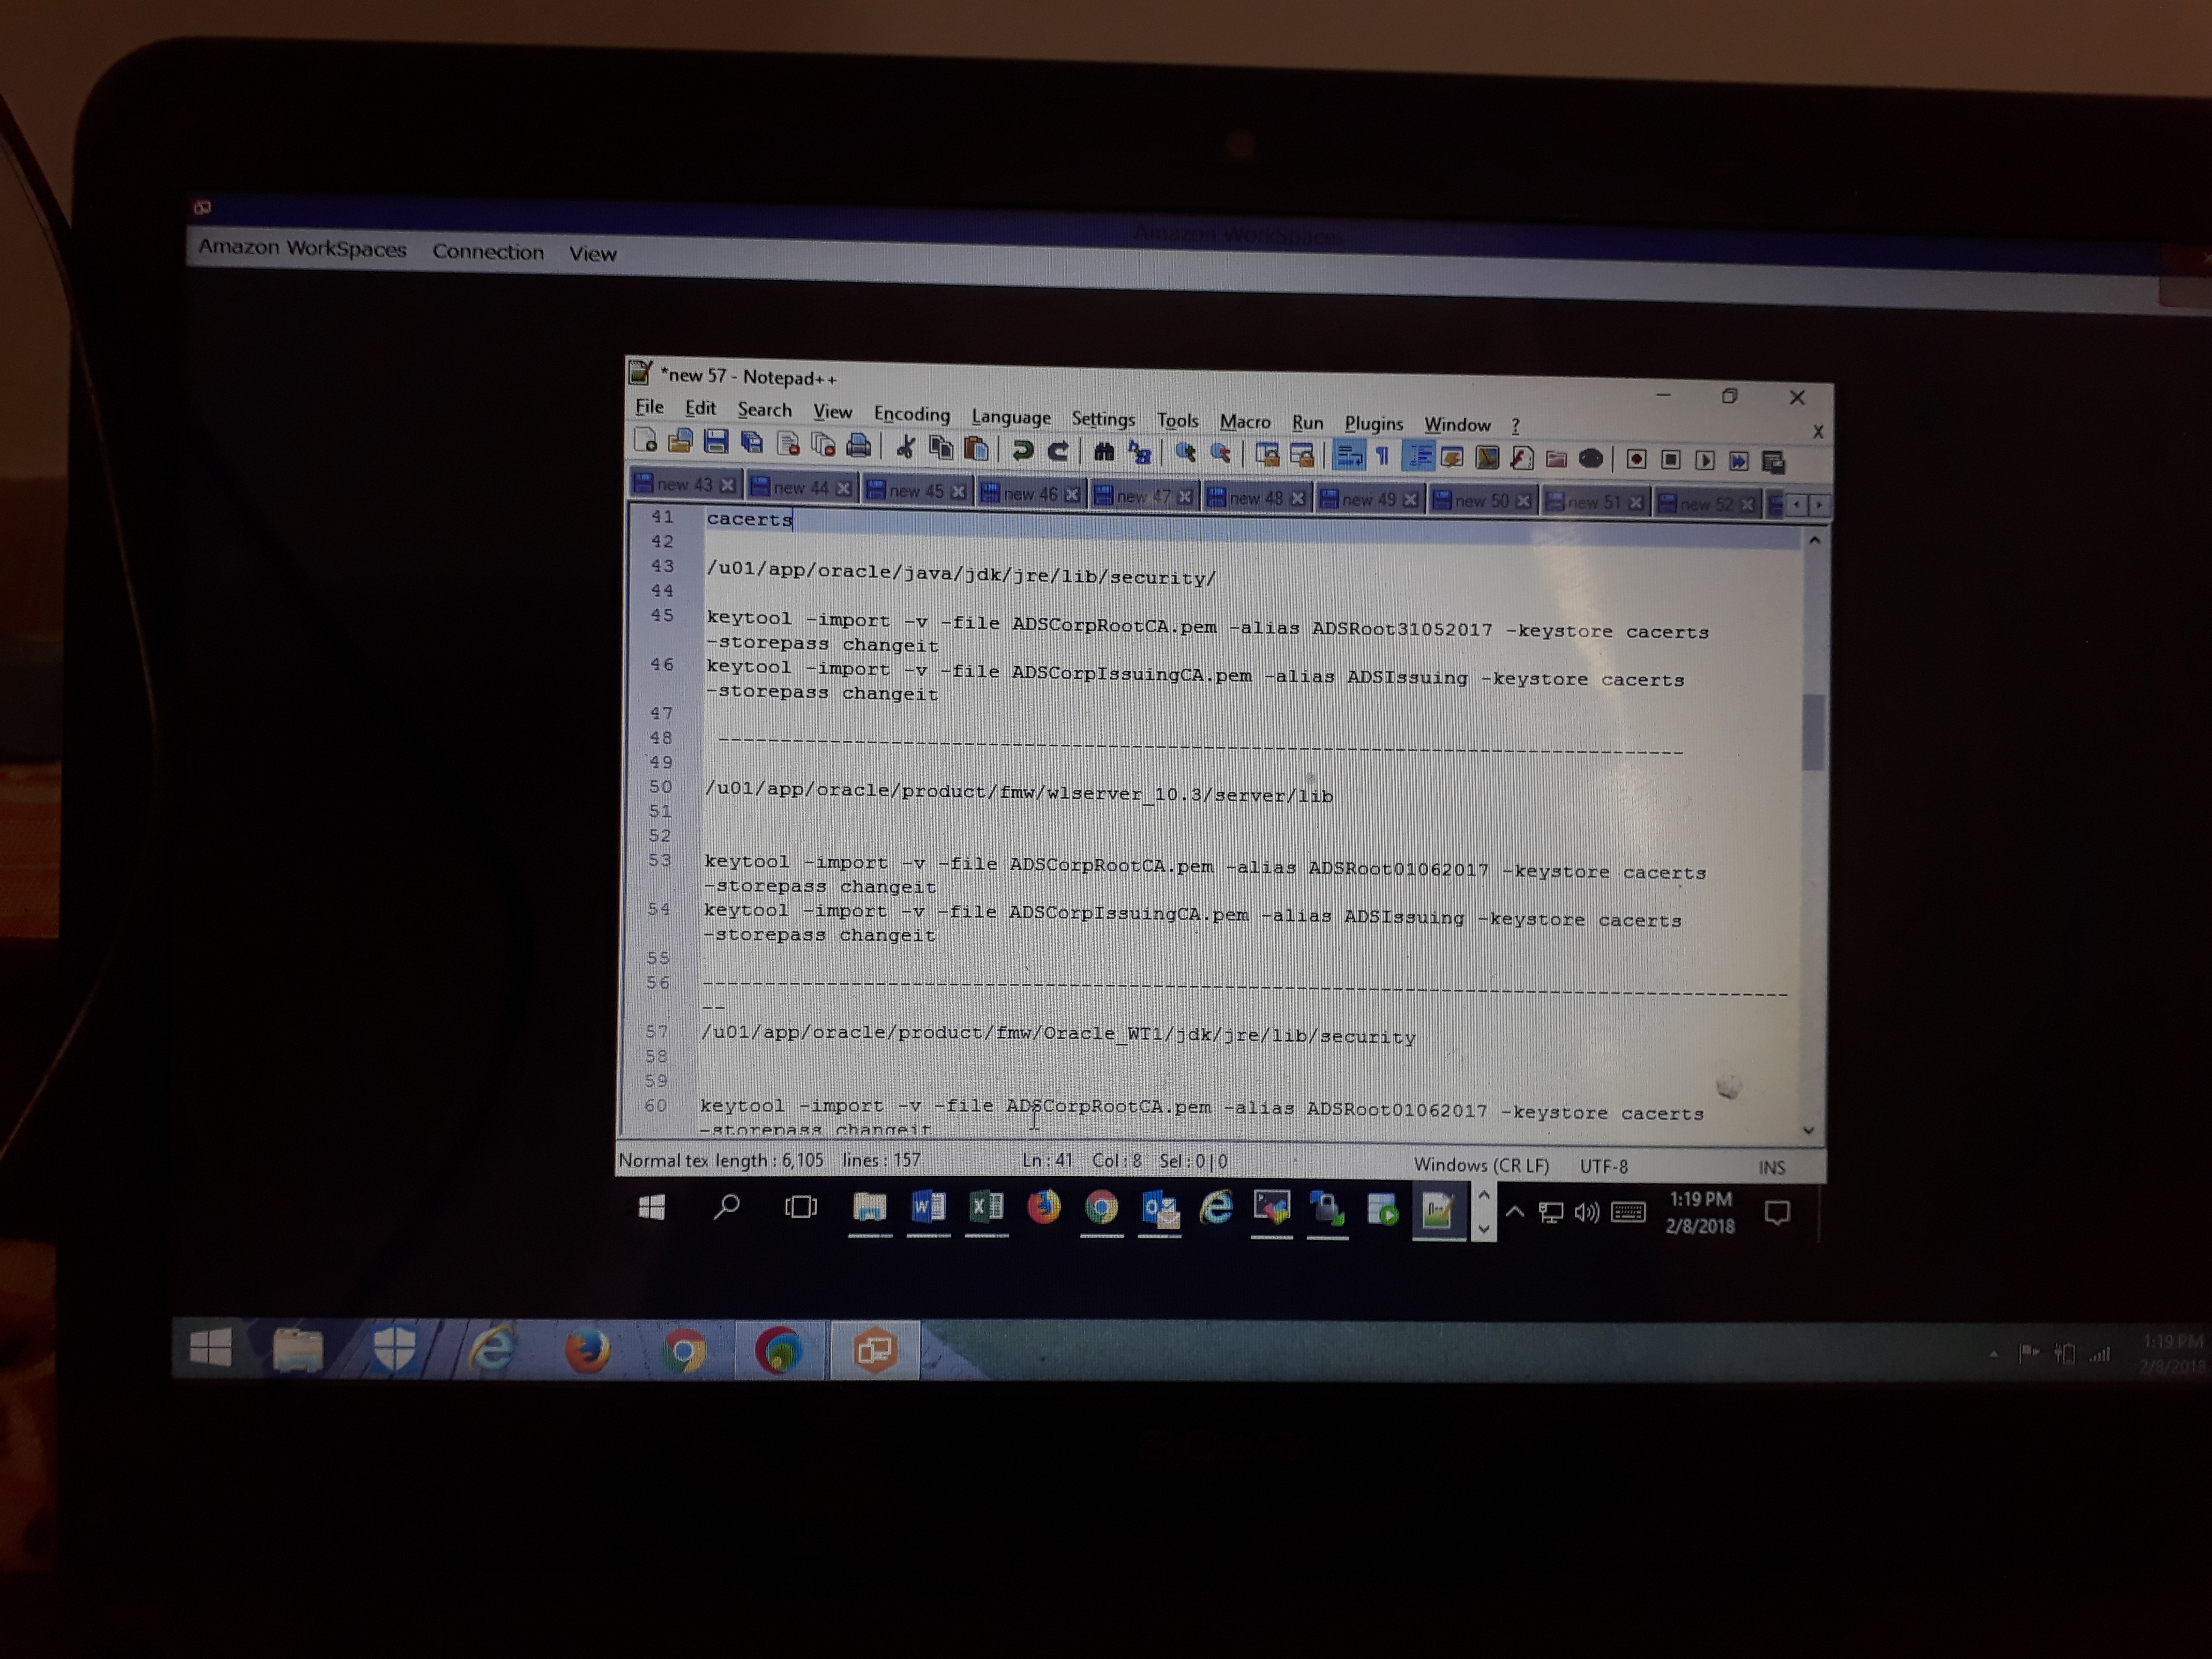 Amazon WorkSpaces
Amazon WorkSpaces Connection View
*new 57 - Notepad++
File Edit Search View Encoding Language Settings Tools Macro Run Plugins Window ?
X
new 43 new 44 new 45 new 46 new 47 new 48 new 49 new 50 new 51 new 52
41 cacerts
42
43 /u01/app/oracle/java/jdk/jre/lib/security/
44
45 keytool -import -v -file ADSCorpRootCA.pem -alias ADSRoot31052017 -keystore cacerts
-storepass changeit
46 keytool -import -v -file ADSCorpIssuingCA.pem -alias ADSIssuing -keystore cacerts
-storepass changeit
47
48 -------------------------------------------------------------------------------
49
50 /u01/app/oracle/product/fmw/wlserver_10.3/server/lib
51
52
53 keytool -import -v -file ADSCorpRootCA.pem -alias ADSRoot01062017 -keystore cacerts
-storepass changeit
54 keytool -import -v -file ADSCorpIssuingCA.pem -alias ADSIssuing -keystore cacerts
-storepass changeit
55
56 -----------------------------------------------------------------------------------------
--
57 /u01/app/oracle/product/fmw/Oracle_WT1/jdk/jre/lib/security
58
59
60 keytool -import -v -file ADSCorpRootCA.pem -alias ADSRoot01062017 -keystore cacerts
-storepass changeit
Normal tex length : 6,105 lines : 157 Ln : 41 Col : 8 Sel : 0 | 0 Windows (CR LF) UTF-8 INS
1:19 PM
2/8/2018
1:19 PM
2/8/2018